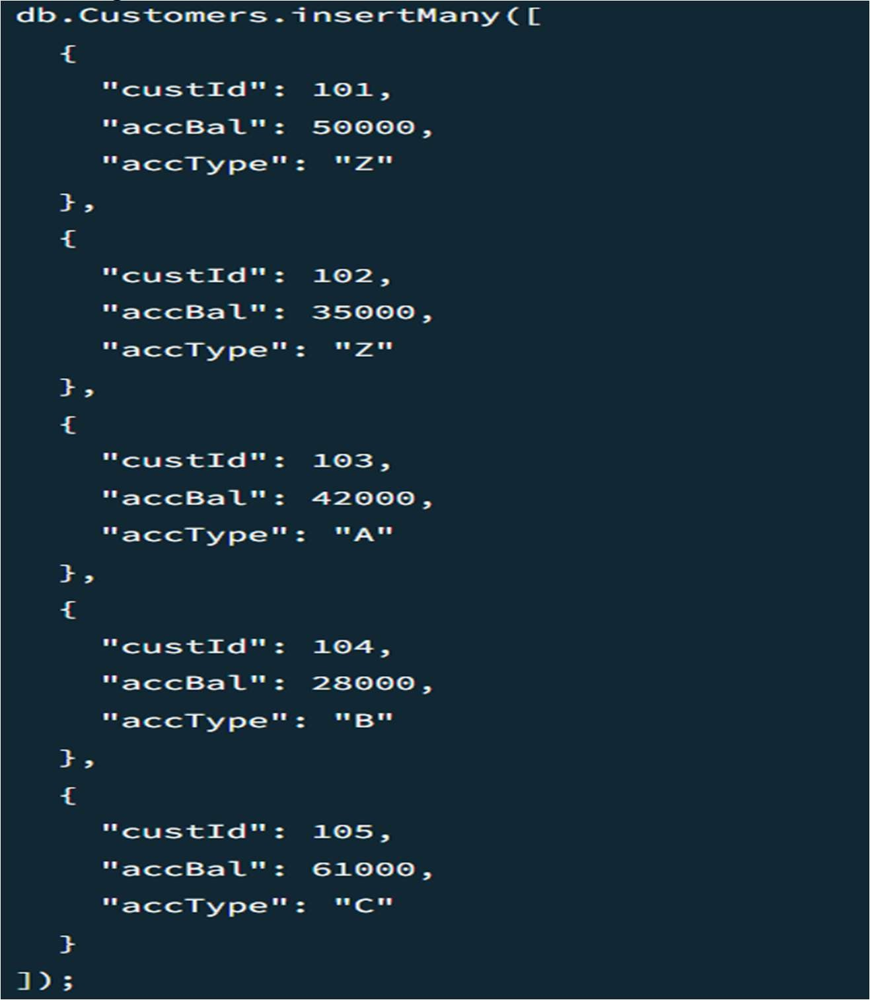 db.Customers.insertMany([
{
"custId": 101,
"accBal": 50000,
"accType": "Z"
},
{
"custId": 102,
"accBal": 35000,
"accType": "Z"
},
{
"custId": 103,
"accBal": 42000,
"accType": "A"
},
{
"custId": 104,
"accBal": 28000,
"accType": "B"
},
{
"custId": 105,
"accBal": 61000,
"accType": "C"
}
]);